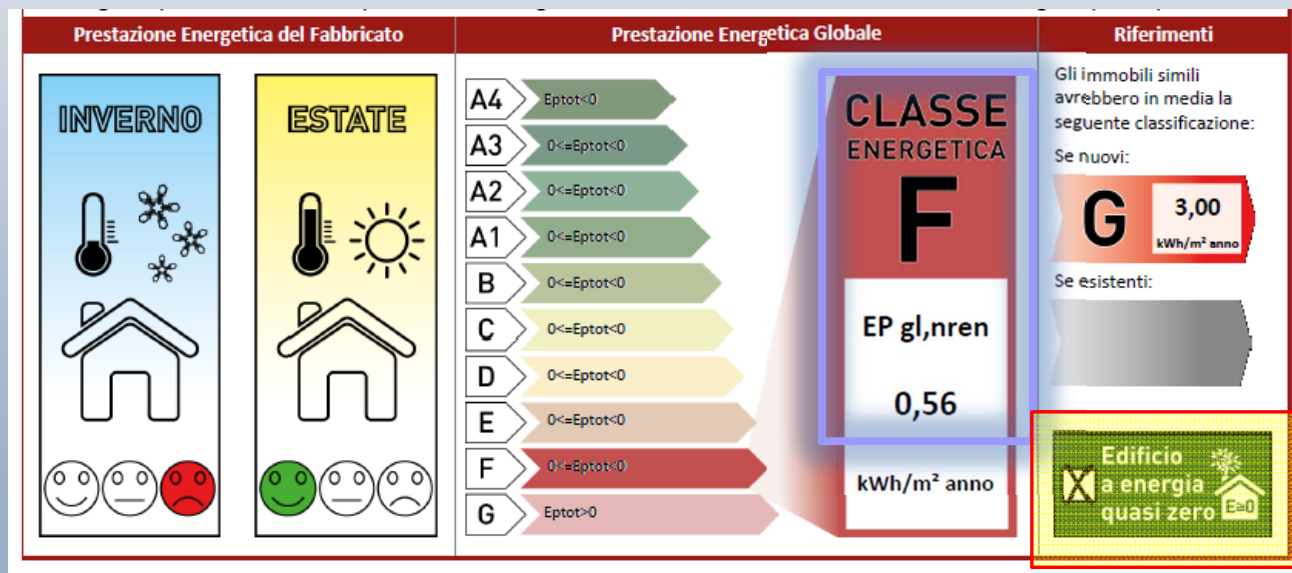 Prestazione Energetica del Fabbricato
Prestazione Energetica Globale
Riferimenti
INVERNO
ESTATE
A4 Eptot<0
A3 0<=Eptot<0
A2 0<=Eptot<0
A1 0<=Eptot<0
B 0<=Eptot<0
C 0<=Eptot<0
D 0<=Eptot<0
E 0<=Eptot<0
F 0<=Eptot<0
G Eptot>0
CLASSE
ENERGETICA
F
EP gl,nren
0,56
kWh/m² anno
Gli immobili simili
avrebbero in media la
seguente classificazione:
Se nuovi:
G 3,00
kWh/m² anno
Se esistenti:
X Edificio
a energia
quasi zero
E≅0